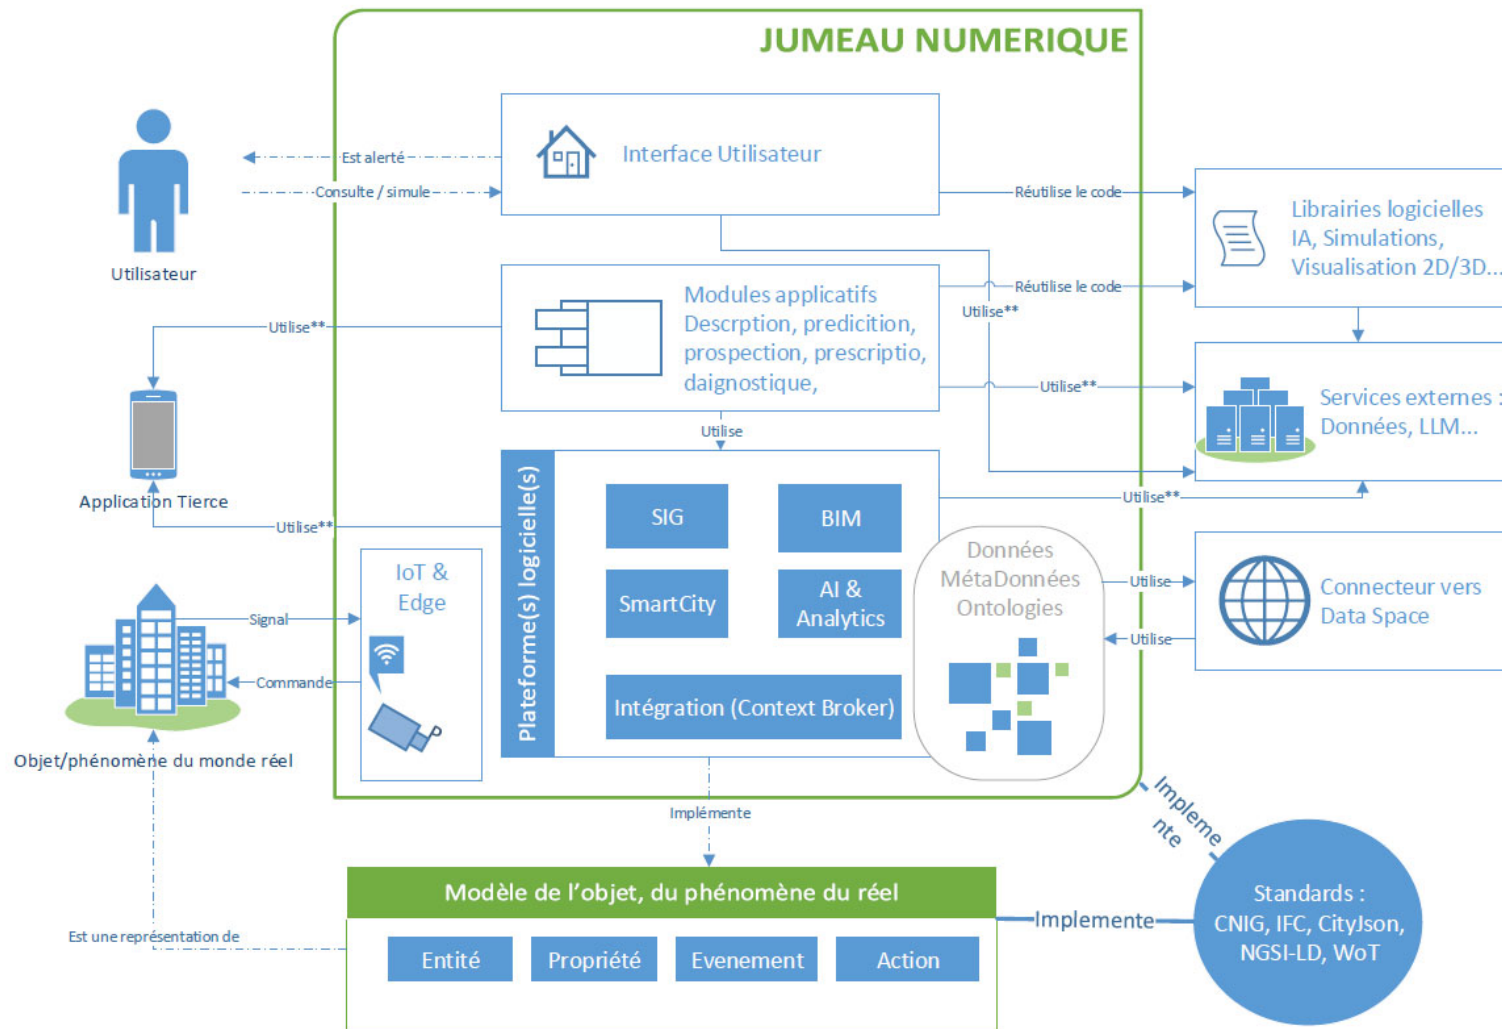 JUMEAU NUMERIQUE
Interface Utilisateur
Est alerté
Consulte / simule
Utilisateur
Réutilise le code
Librairies logicielles
IA, Simulations,
Visualisation 2D/3D...
Modules applicatifs
Descrption, predicition,
prospection, prescriptio,
daignostique,
Réutilise le code
Utilise**
Utilise**
Utilise**
Services externes :
Données, LLM...
Utilise
Application Tierce
Utilise**
Plateforme(s) logicielle(s)
SIG
BIM
SmartCity
AI &
Analytics
Intégration (Context Broker)
Utilise**
Données
MétaDonnées
Ontologies
Utilise
Utilise
Connecteur vers
Data Space
IoT &
Edge
Signal
Commande
Objet/phénomène du monde réel
Implémente
Impleme
nte
Modèle de l’objet, du phénomène du réel
Entité
Propriété
Evenement
Action
Est une représentation de
Implemente
Standards :
CNIG, IFC, CityJson,
NGSI-LD, WoT